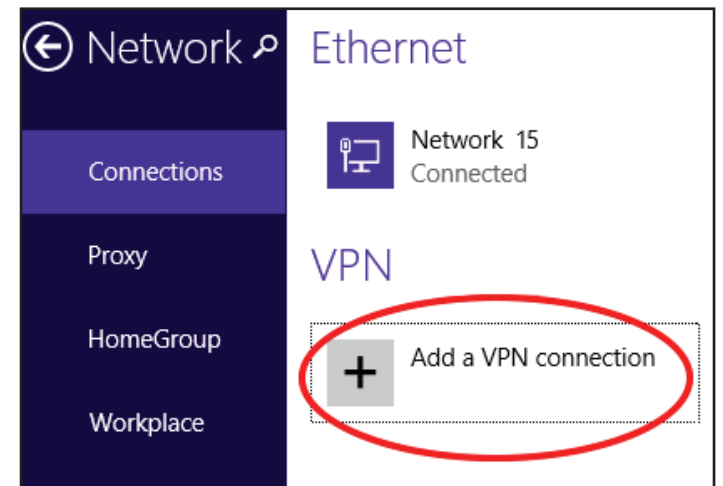 Network
Connections
Proxy
HomeGroup
Workplace
Ethernet
Network 15
Connected
VPN
Add a VPN connection